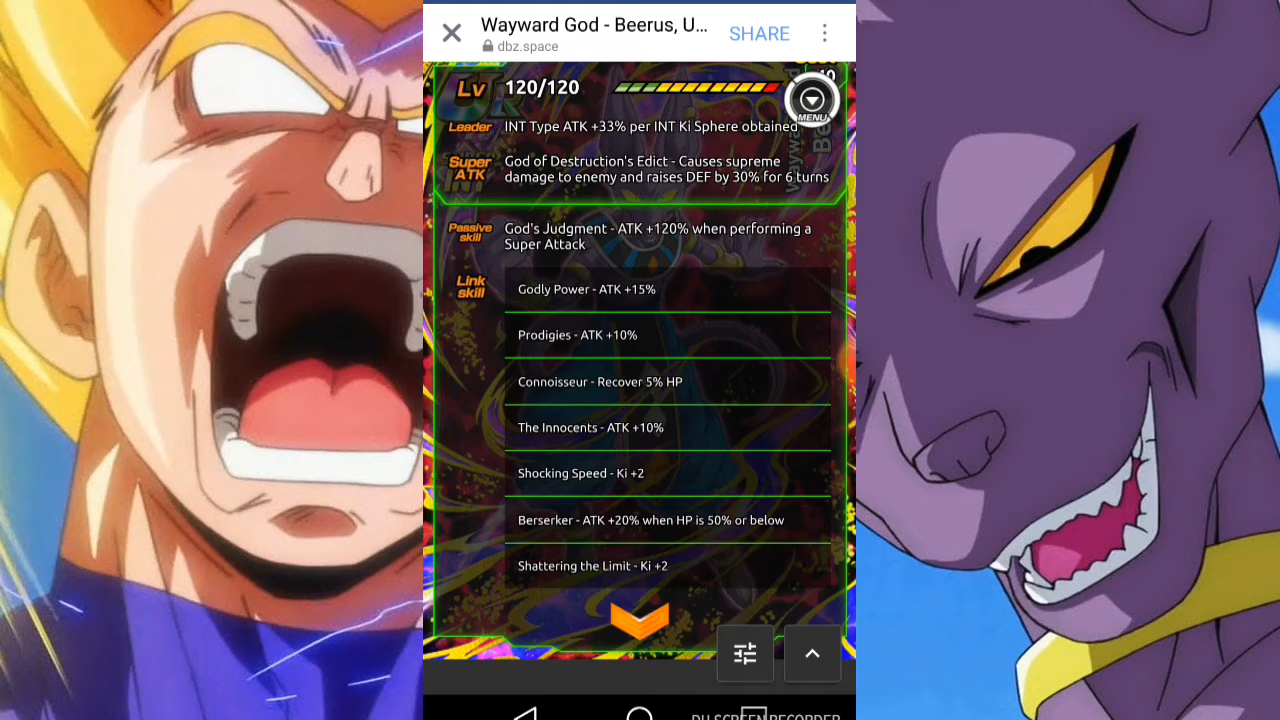 Wayward God - Beerus, U...
SHARE
dbz.space
Lv
120/120
MENU
Leader
INT Type ATK +33% per INT Ki Sphere obtained
Super
ATK
God of Destruction's Edict - Causes supreme
damage to enemy and raises DEF by 30% for 6 turns
Passive
skill
God's Judgment - ATK +120% when performing a
Super Attack
Link
skill
Godly Power - ATK +15%
Prodigies - ATK +10%
Connoisseur - Recover 5% HP
The Innocents - ATK +10%
Shocking Speed - Ki +2
Berserker - ATK +20% when HP is 50% or below
Shattering the Limit - Ki +2
DU SCREEN RECORDER